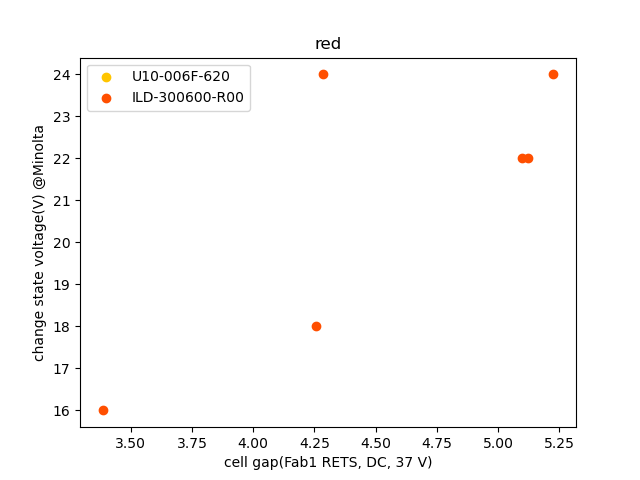 red
U10-006F-620
ILD-300600-R00
change state voltage(V) @Minolta
24
23
22
21
20
19
18
17
16
3.50 3.75 4.00 4.25 4.50 4.75 5.00 5.25
cell gap(Fab1 RETS, DC, 37 V)